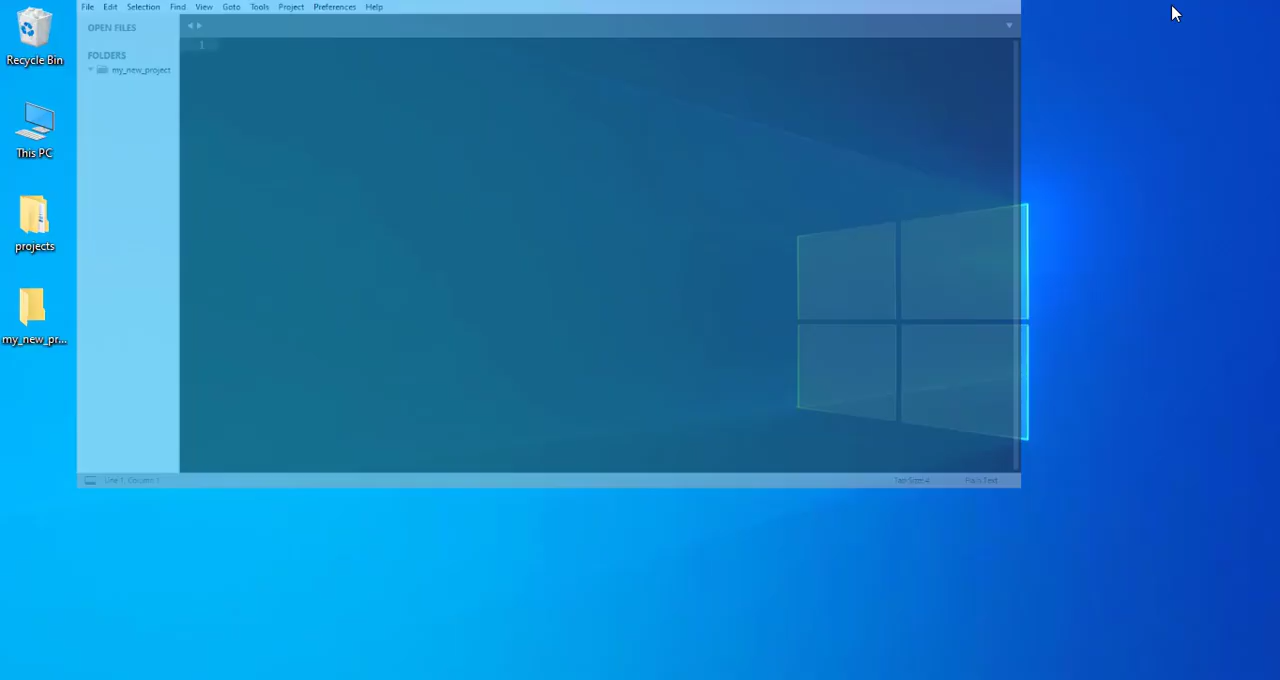 File Edit Selection Find View Goto Tools Project Preferences Help
OPEN FILES
1
FOLDERS
my_new_project
Recycle Bin
This PC
projects
my_new_pr...
Line 1, Column 1
Tab Size: 4
Plain Text